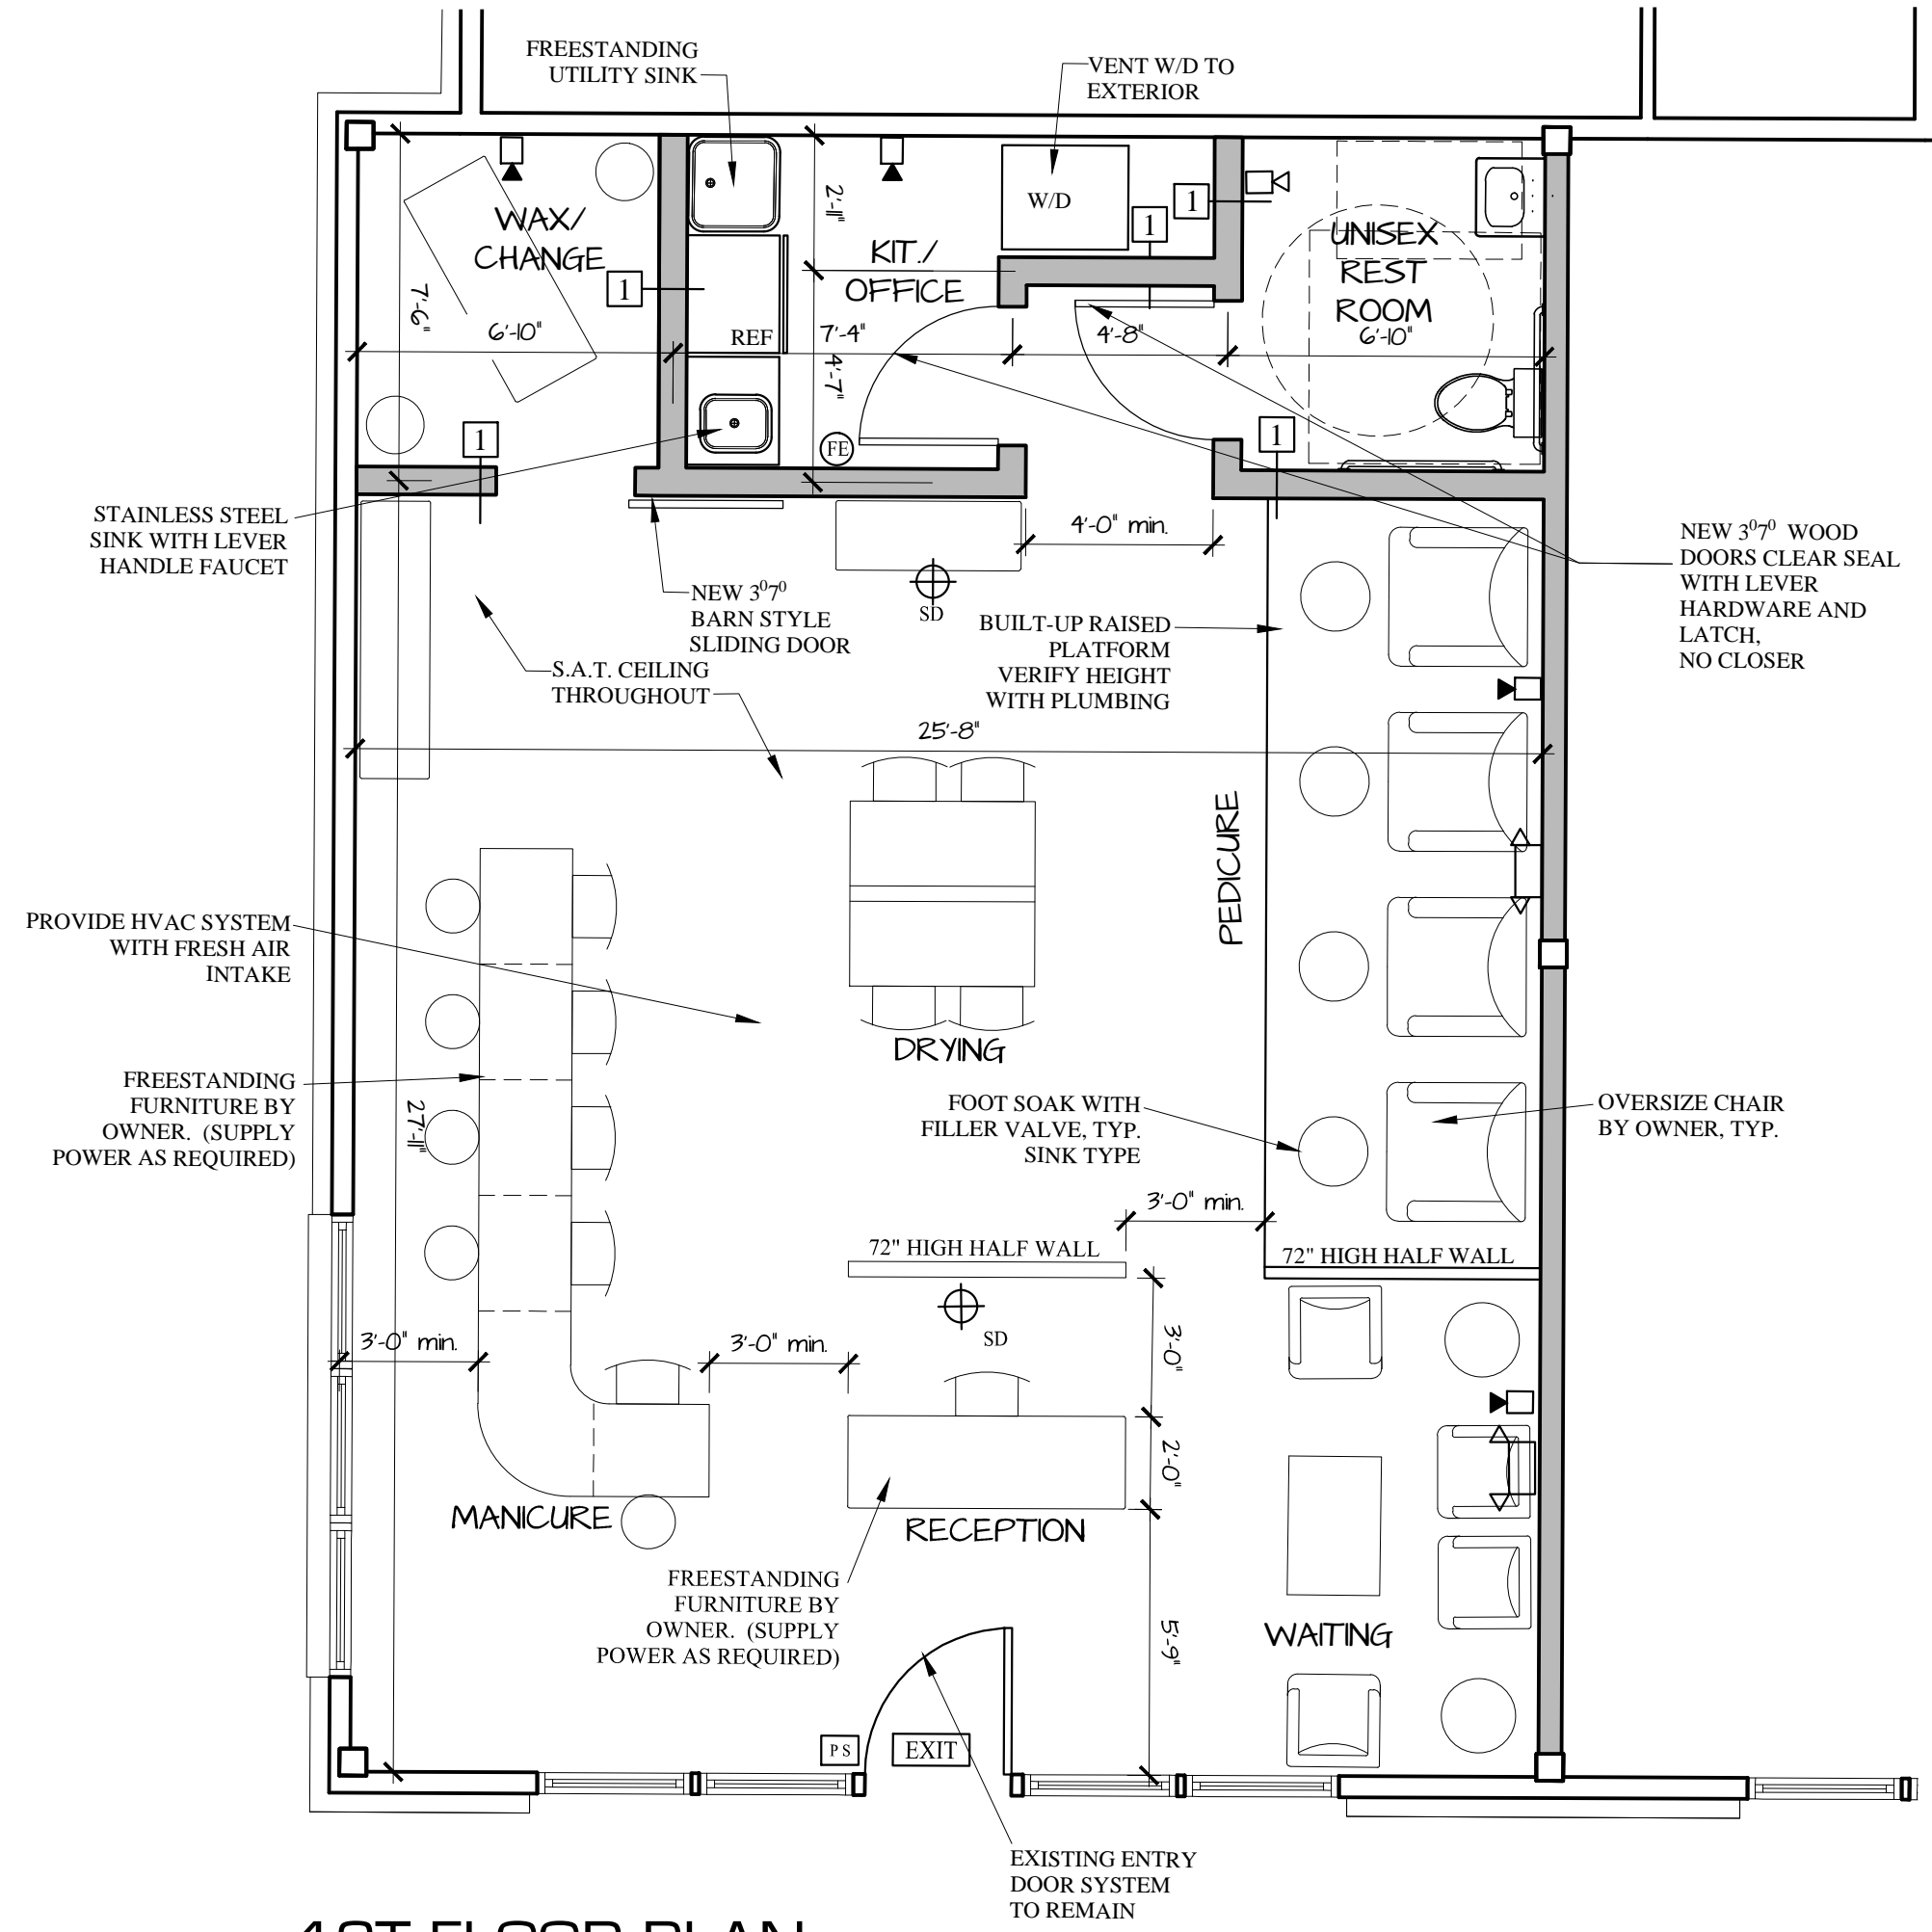 FREESTANDING
UTILITY SINK
VENT W/D TO
EXTERIOR
WAX/
CHANGE
2'-11"
KIT./
OFFICE
W/D
1
1
UNISEX
REST
ROOM
7'-6"
6'-10"
1
REF
7'-4"
4'-7"
4'-8"
6'-10"
1
FE
1
STAINLESS STEEL
SINK WITH LEVER
HANDLE FAUCET
4'-0" min.
NEW 3⁰7⁰ WOOD
DOORS CLEAR SEAL
WITH LEVER
HARDWARE AND
LATCH,
NO CLOSER
NEW 3⁰7⁰
BARN STYLE
SLIDING DOOR
SD
BUILT-UP RAISED
PLATFORM
VERIFY HEIGHT
WITH PLUMBING
S.A.T. CEILING
THROUGHOUT
25'-8"
PEDICURE
PROVIDE HVAC SYSTEM
WITH FRESH AIR
INTAKE
DRYING
FREESTANDING
FURNITURE BY
OWNER. (SUPPLY
POWER AS REQUIRED)
27'-11"
FOOT SOAK WITH
FILLER VALVE, TYP.
SINK TYPE
OVERSIZE CHAIR
BY OWNER, TYP.
3'-0" min.
72" HIGH HALF WALL
72" HIGH HALF WALL
SD
3'-0" min.
3'-0" min.
3'-0"
2'-0"
MANICURE
RECEPTION
FREESTANDING
FURNITURE BY
OWNER. (SUPPLY
POWER AS REQUIRED)
5'-9"
WAITING
PS
EXIT
EXISTING ENTRY
DOOR SYSTEM
TO REMAIN
1ST FLOOR PLAN